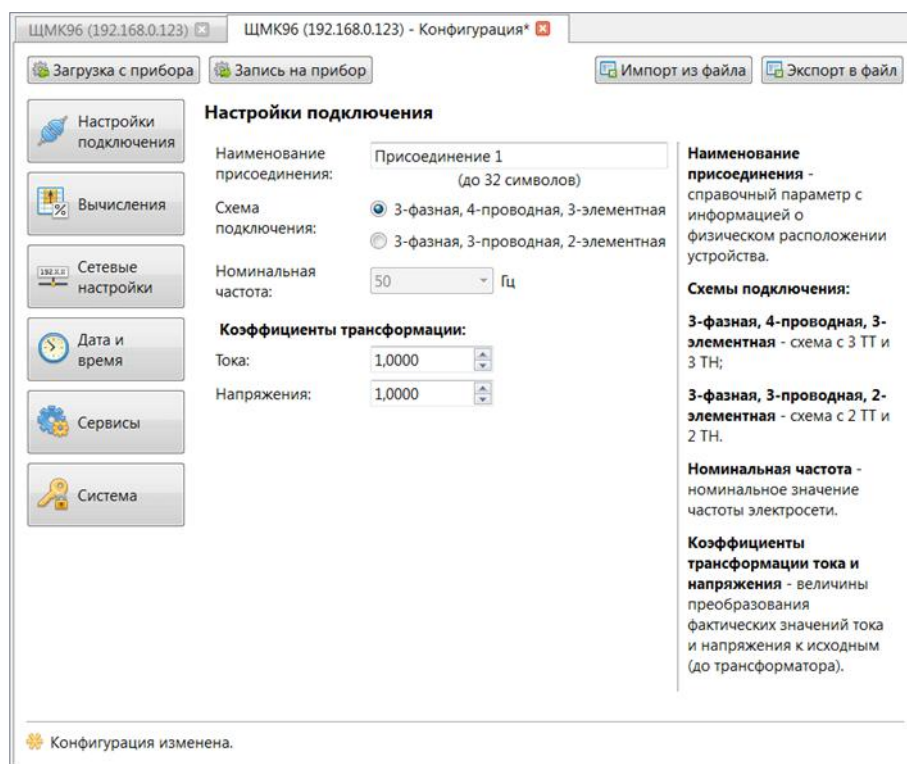 ЩМК96 (192.168.0.123)
ЩМК96 (192.168.0.123) - Конфигурация*
Загрузка с прибора
Запись на прибор
Импорт из файла
Экспорт в файл
Настройки
подключения
Вычисления
192.X.X
Сетевые
настройки
Дата и
время
Сервисы
Система
Настройки подключения
Наименование
присоединения:
Присоединение 1
(до 32 символов)
Схема
подключения:
3-фазная, 4-проводная, 3-элементная
3-фазная, 3-проводная, 2-элементная
Номинальная
частота:
50
Гц
Коэффициенты трансформации:
Тока:
1,0000
Напряжения:
1,0000
Наименование
присоединения -
справочный параметр с
информацией о
физическом расположении
устройства.
Схемы подключения:
3-фазная, 4-проводная, 3-
элементная - схема с 3 ТТ и
3 ТН;
3-фазная, 3-проводная, 2-
элементная - схема с 2 ТТ и
2 ТН.
Номинальная частота -
номинальное значение
частоты электросети.
Коэффициенты
трансформации тока и
напряжения - величины
преобразования
фактических значений тока
и напряжения к исходным
(до трансформатора).
Конфигурация изменена.